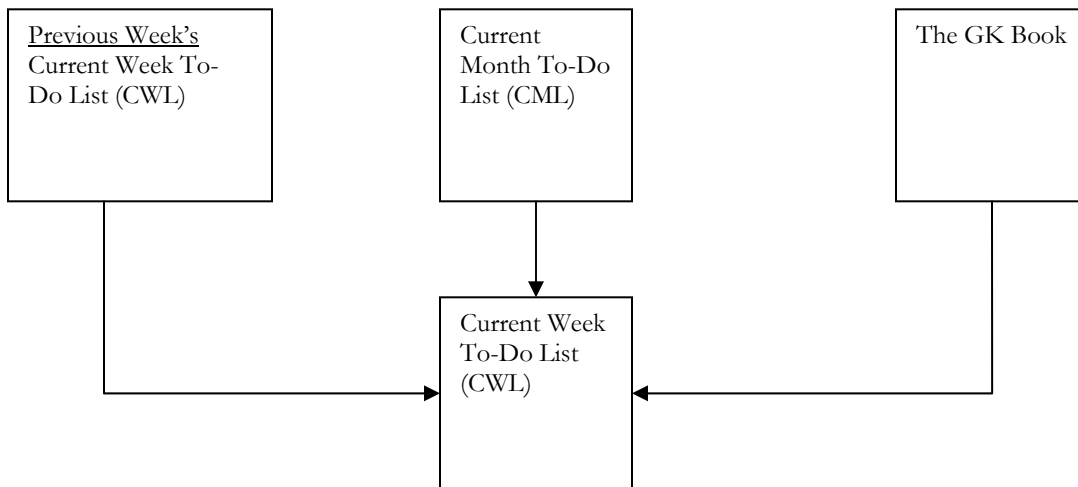 Previous Week's
Current Week To-
Do List (CWL)
Current
Month To-Do
List (CML)
The GK Book
Current Week
To-Do List
(CWL)